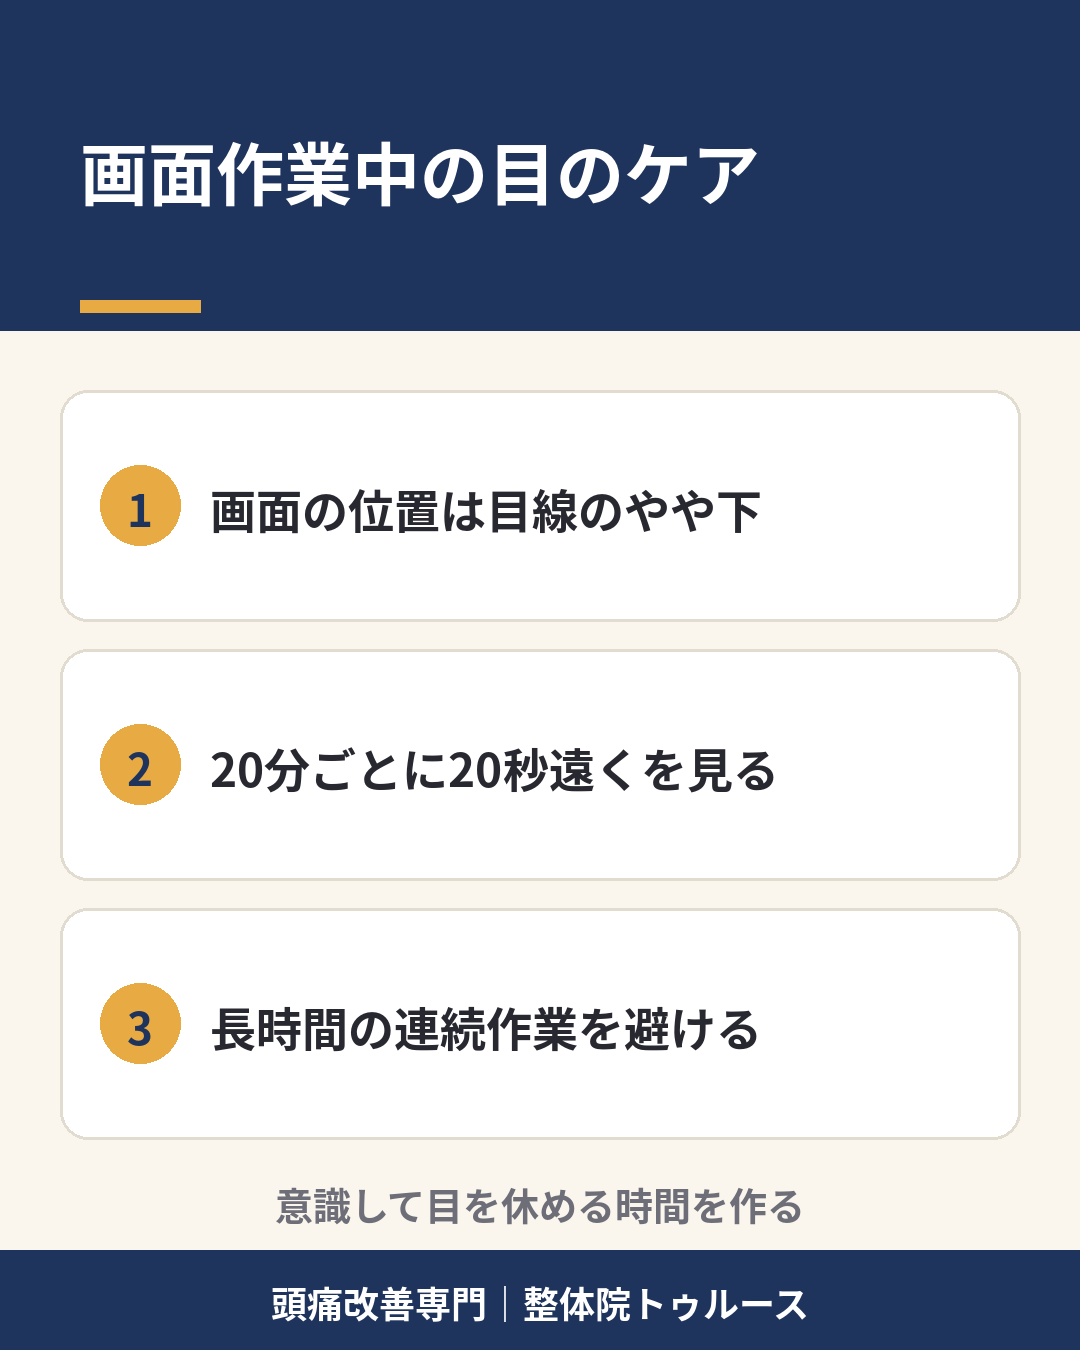 画面作業中の目のケア
1 画面の位置は目線のやや下
2 20分ごとに20秒遠くを見る
3 長時間の連続作業を避ける
意識して目を休める時間を作る
頭痛改善専門｜整体院トゥルース